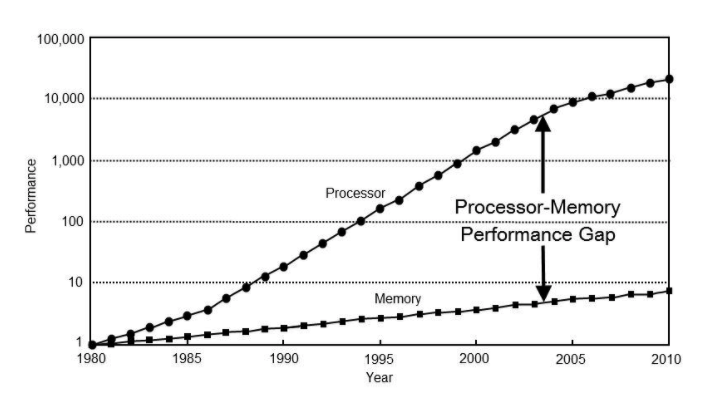 100,000
10,000
1,000
100
10
1
Performance
Processor
Processor-Memory
Performance Gap
Memory
1980 1985 1990 1995 2000 2005 2010
Year